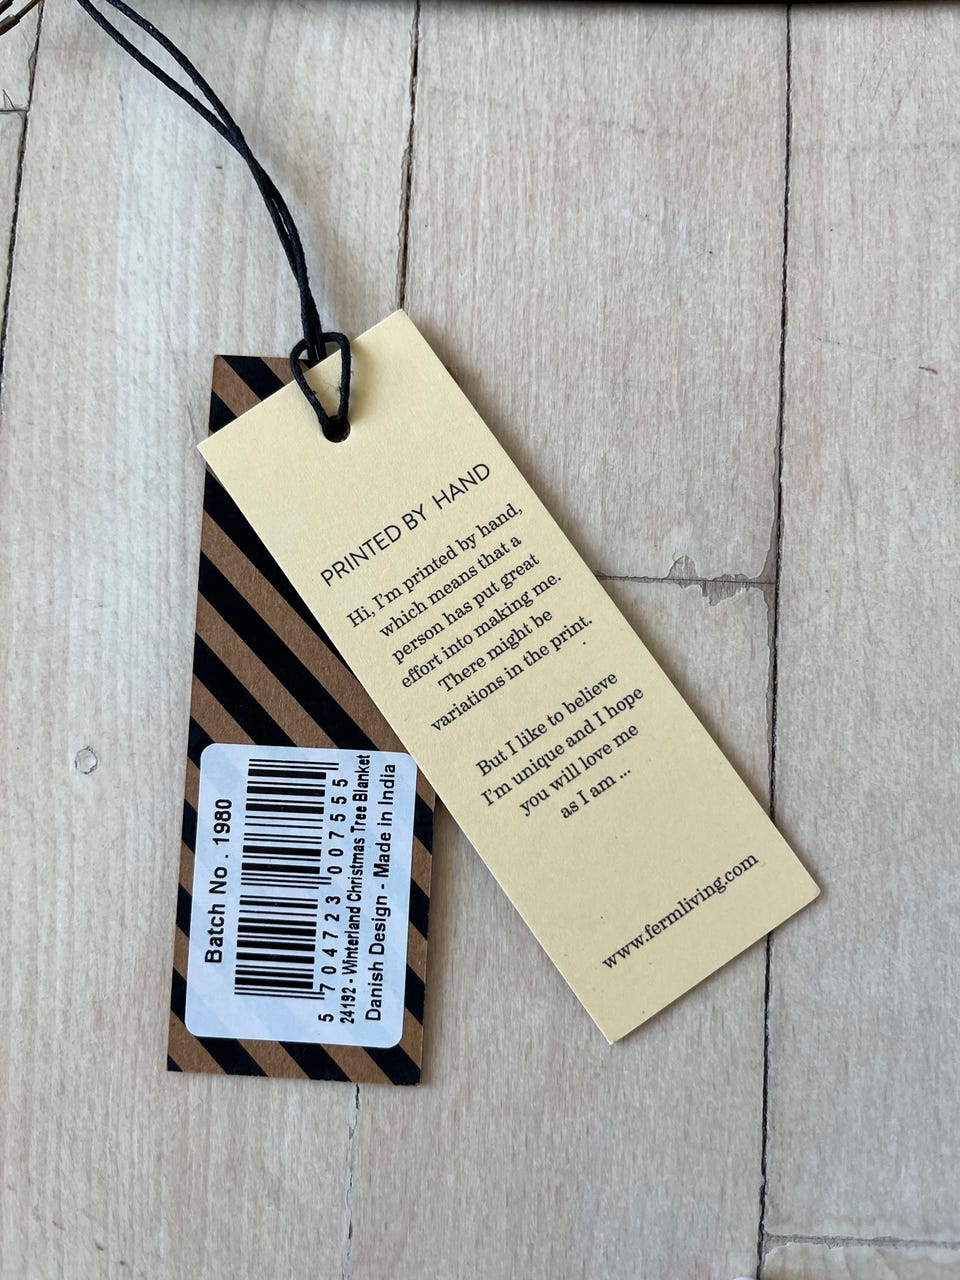 PRINTED BY HAND
Hi, I'm printed by hand,
which means that a
person has put great
effort into making me.
There might be
variations in the print.
But I like to believe
I'm unique and I hope
you will love me
as I am ...
www.fermliving.com
Batch No . 1980
5 704723 007555
24192 - Winterland Christmas Tree Blanket
Danish Design - Made in India